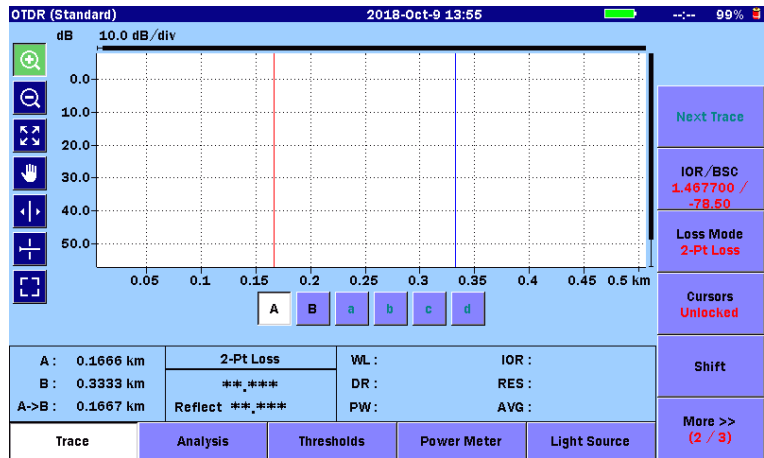 OTDR (Standard) 2018-Oct-9 13:55 --:-- 99%
dB 10.0 dB/div
0.0
10.0
20.0
30.0
40.0
50.0
0.05 0.1 0.15 0.2 0.25 0.3 0.35 0.4 0.45 0.5 km
A B a b c d
A : 0.1666 km
B : 0.3333 km
A->B : 0.1667 km
2-Pt Loss
**.***
Reflect **.***
WL : IOR :
DR : RES :
PW : AVG :
Next Trace
IOR/BSC
1.467700 /
-78.50
Loss Mode
2-Pt Loss
Cursors
Unlocked
Shift
More >>
(2 / 3)
Trace Analysis Thresholds Power Meter Light Source